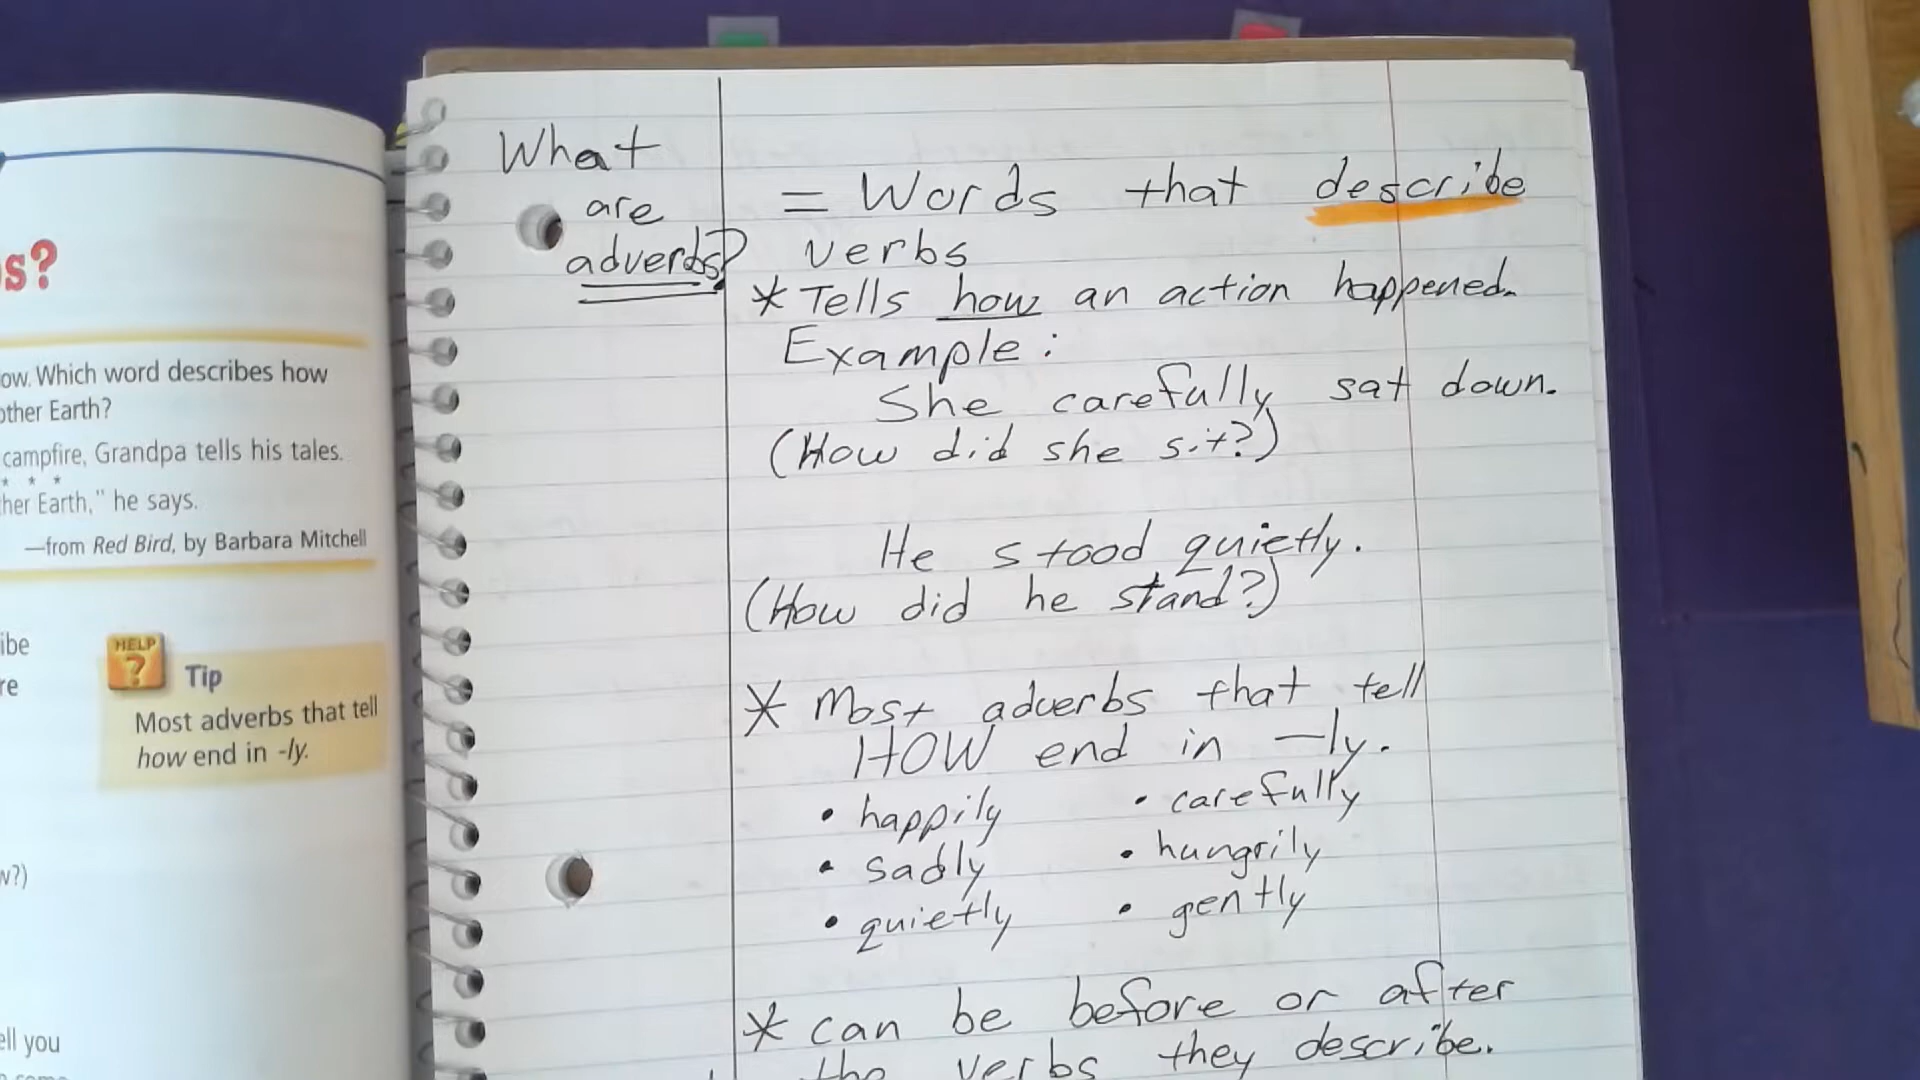 s?
ow. Which word describes how
other Earth?
campfire, Grandpa tells his tales.
* * *
her Earth," he says.
—from Red Bird, by Barbara Mitchell
ibe
re
HELP
?
Tip
Most adverbs that tell
how end in -ly.
w?)
ell you
What
are
adverbs?
= Words that describe
verbs
* Tells how an action happened.
Example:
She carefully sat down.
(How did she sit?)
He stood quietly.
(How did he stand?)
* Most adverbs that tell
HOW end in -ly.
• happily • carefully
• sadly • hungrily
• quietly • gently
* can be before or after
the verbs they describe.